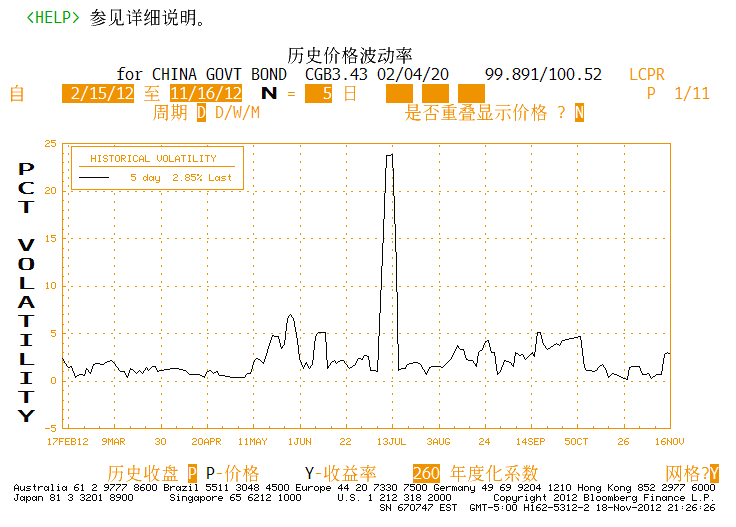 <HELP> 参见详细说明。
历史价格波动率
for CHINA GOVT BOND CGB3.43 02/04/20 99.891/100.52 LCPR
自 2/15/12 至 11/16/12 N = 5 日 P 1/11
周期 D D/W/M 是否重叠显示价格 ? N
PCT VOLATILITY
HISTORICAL VOLATILITY
5 day 2.85% Last
25
20
15
10
5
0
-5
17FEB12 9MAR 30 20APR 11MAY 1JUN 22 13JUL 3AUG 24 14SEP 5OCT 26 16NOV
历史收盘 P P-价格 Y-收益率 260 年度化系数 网格?Y
Australia 61 2 9777 8600 Brazil 5511 3048 4500 Europe 44 20 7330 7500 Germany 49 69 9204 1210 Hong Kong 852 2977 6000
Japan 81 3 3201 8900 Singapore 65 6212 1000 U.S. 1 212 318 2000 Copyright 2012 Bloomberg Finance L.P.
SN 670747 EST GMT-5:00 H162-5312-2 18-Nov-2012 21:26:26